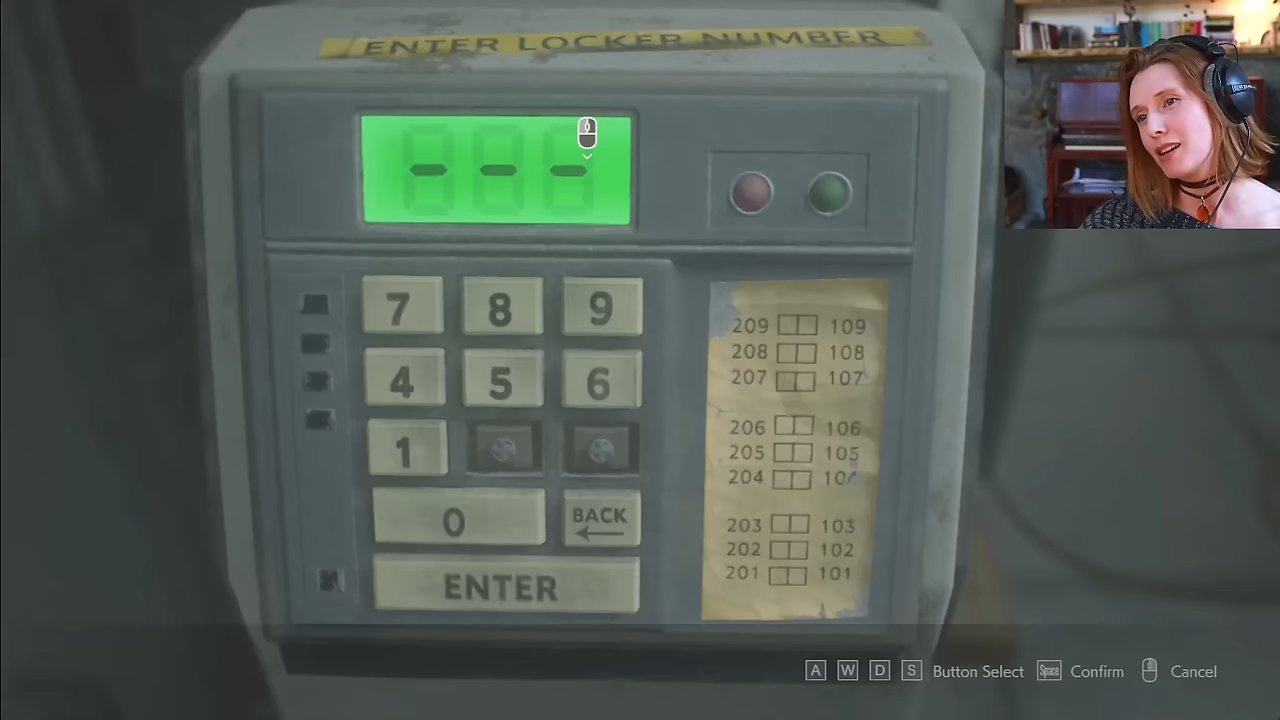 ENTER LOCKER NUMBER
- - -
7 8 9
4 5 6
1
0 BACK
ENTER
209 109
208 108
207 107
206 106
205 105
204 104
203 103
202 102
201 101
A W D S Button Select Space Confirm Cancel